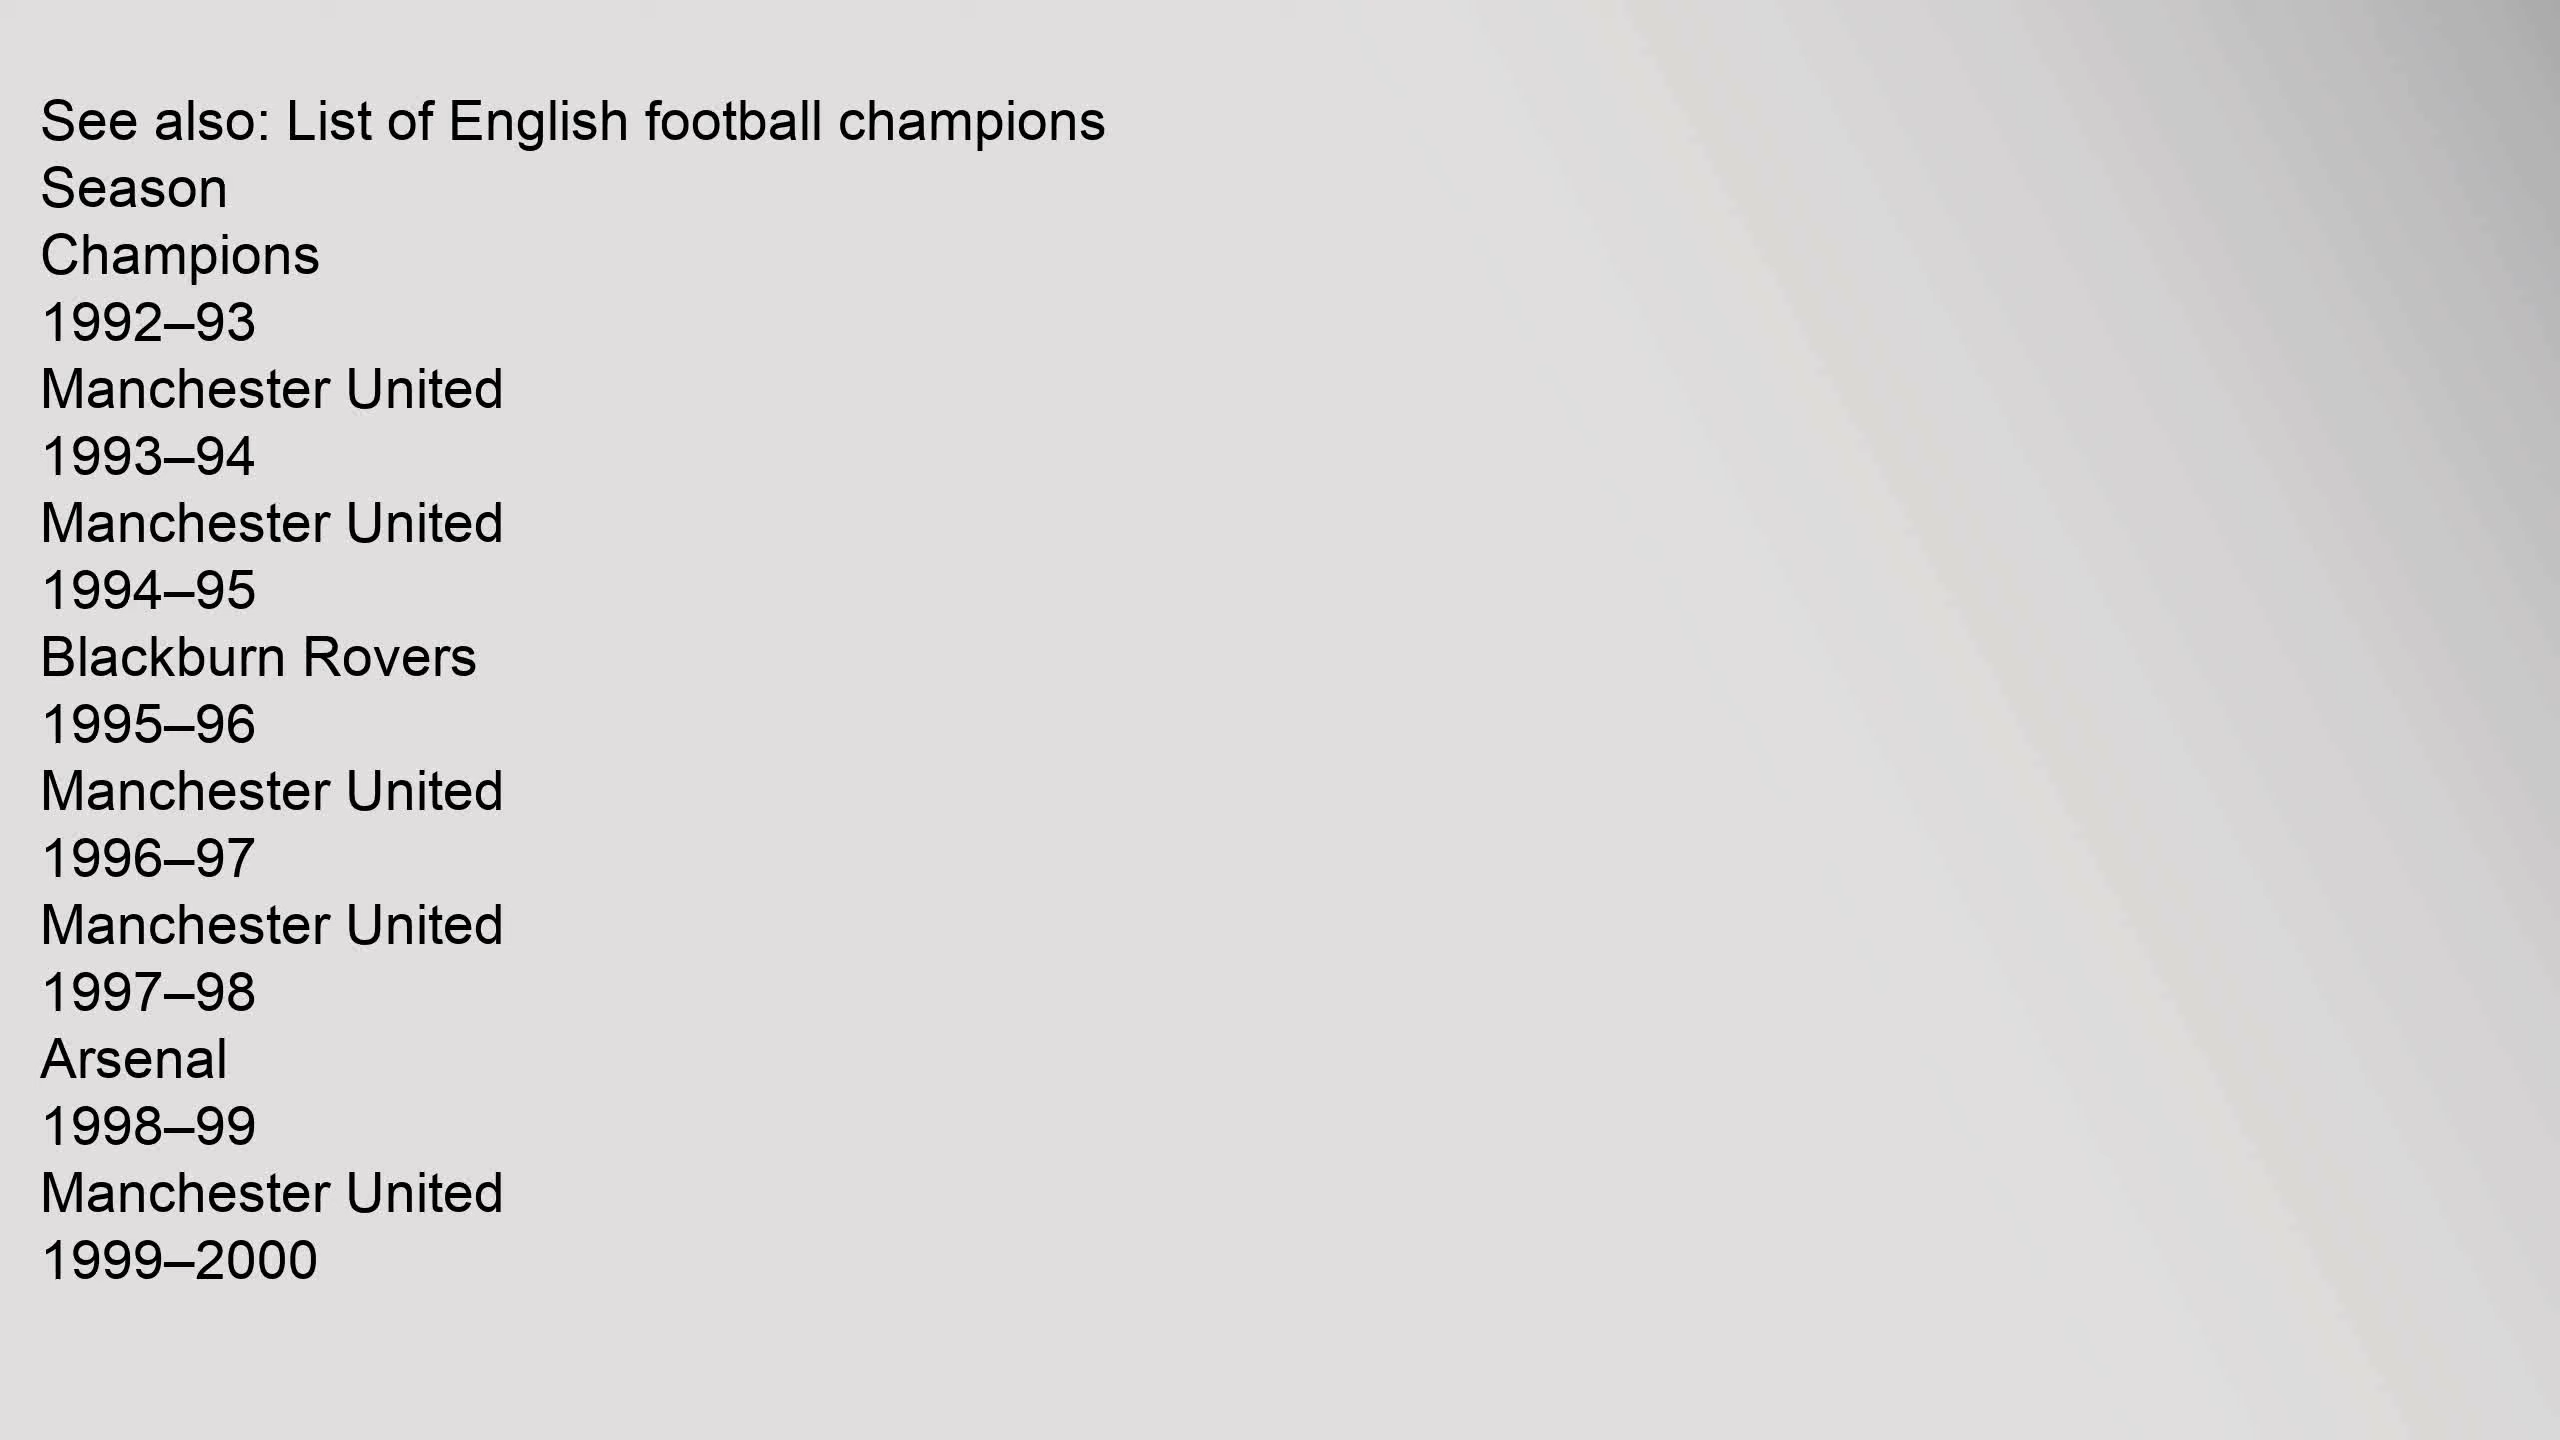 See also: List of English football champions
Season
Champions
1992–93
Manchester United
1993–94
Manchester United
1994–95
Blackburn Rovers
1995–96
Manchester United
1996–97
Manchester United
1997–98
Arsenal
1998–99
Manchester United
1999–2000